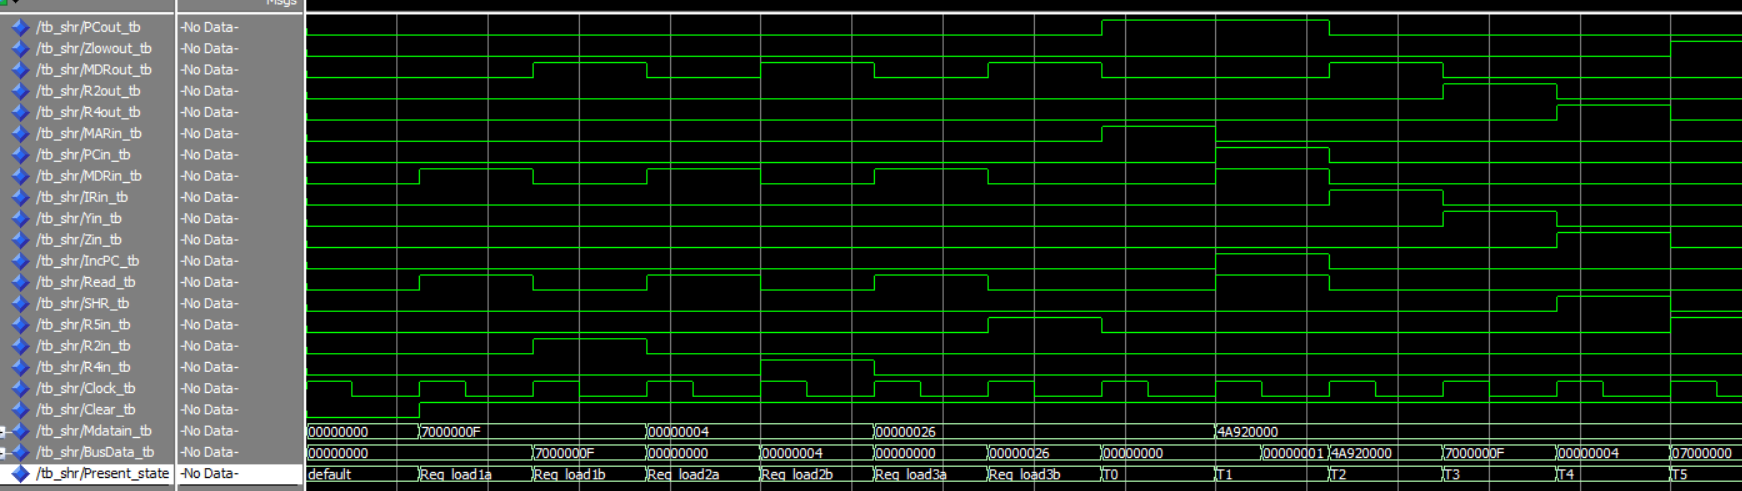 Msgs
/tb_shr/PCout_tb -No Data-
/tb_shr/Zlowout_tb -No Data-
/tb_shr/MDRout_tb -No Data-
/tb_shr/R2out_tb -No Data-
/tb_shr/R4out_tb -No Data-
/tb_shr/MARin_tb -No Data-
/tb_shr/PCin_tb -No Data-
/tb_shr/MDRin_tb -No Data-
/tb_shr/IRin_tb -No Data-
/tb_shr/Yin_tb -No Data-
/tb_shr/Zin_tb -No Data-
/tb_shr/IncPC_tb -No Data-
/tb_shr/Read_tb -No Data-
/tb_shr/SHR_tb -No Data-
/tb_shr/R5in_tb -No Data-
/tb_shr/R2in_tb -No Data-
/tb_shr/R4in_tb -No Data-
/tb_shr/Clock_tb -No Data-
/tb_shr/Clear_tb -No Data-
/tb_shr/Mdatain_tb -No Data- 00000000 7000000F 00000004 00000026 4A920000
/tb_shr/BusData_tb -No Data- 00000000 7000000F 00000000 00000004 00000000 00000026 00000000 00000001 4A920000 7000000F 00000004 07000000
/tb_shr/Present_state -No Data- default Reg_load1a Reg_load1b Reg_load2a Reg_load2b Reg_load3a Reg_load3b T0 T1 T2 T3 T4 T5